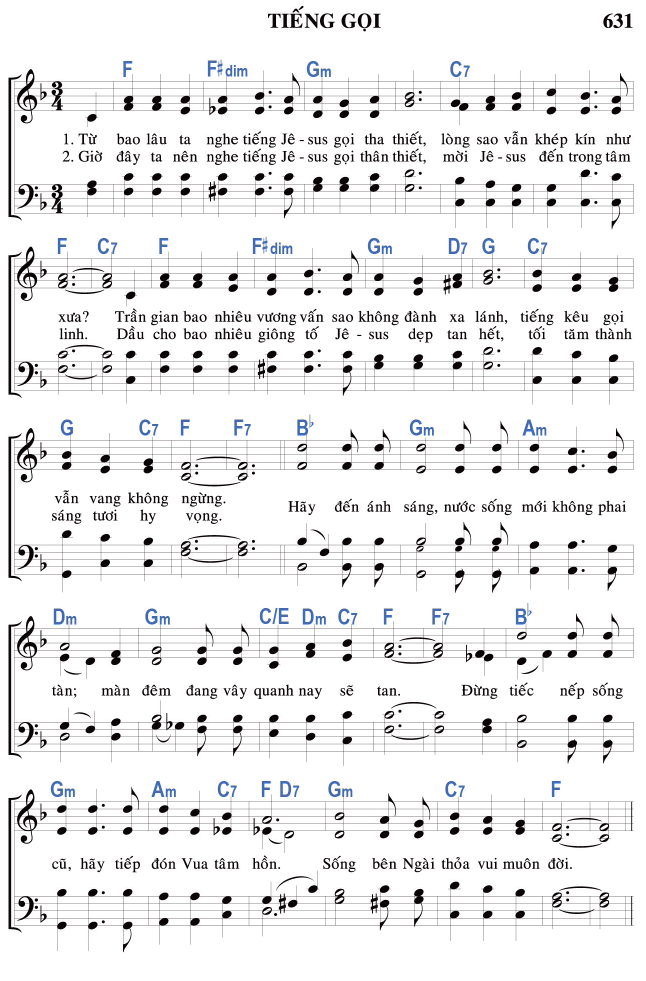 TIẾNG GỌI 631
F F♯dim Gm C7
1. Từ bao lâu ta nghe tiếng Jê - sus gọi tha thiết, lòng sao vẫn khép kín như
2. Giờ đây ta nên nghe tiếng Jê - sus gọi thân thiết, mời Jê - sus đến trong tâm
F C7 F F♯dim Gm D7 G C7
xưa? Trần gian bao nhiêu vương vấn sao không đành xa lánh, tiếng kêu gọi
linh. Dầu cho bao nhiêu giông tố Jê - sus dẹp tan hết, tối tăm thành
G C7 F F7 B♭ Gm Am
vẫn vang không ngừng. Hãy đến ánh sáng, nước sống mới không phai
sáng tươi hy vọng.
Dm Gm C/E Dm C7 F F7 B♭
tàn; màn đêm đang vây quanh nay sẽ tan. Đừng tiếc nếp sống
Gm Am C7 F D7 Gm C7 F
cũ, hãy tiếp đón Vua tâm hồn. Sống bên Ngài thỏa vui muôn đời.